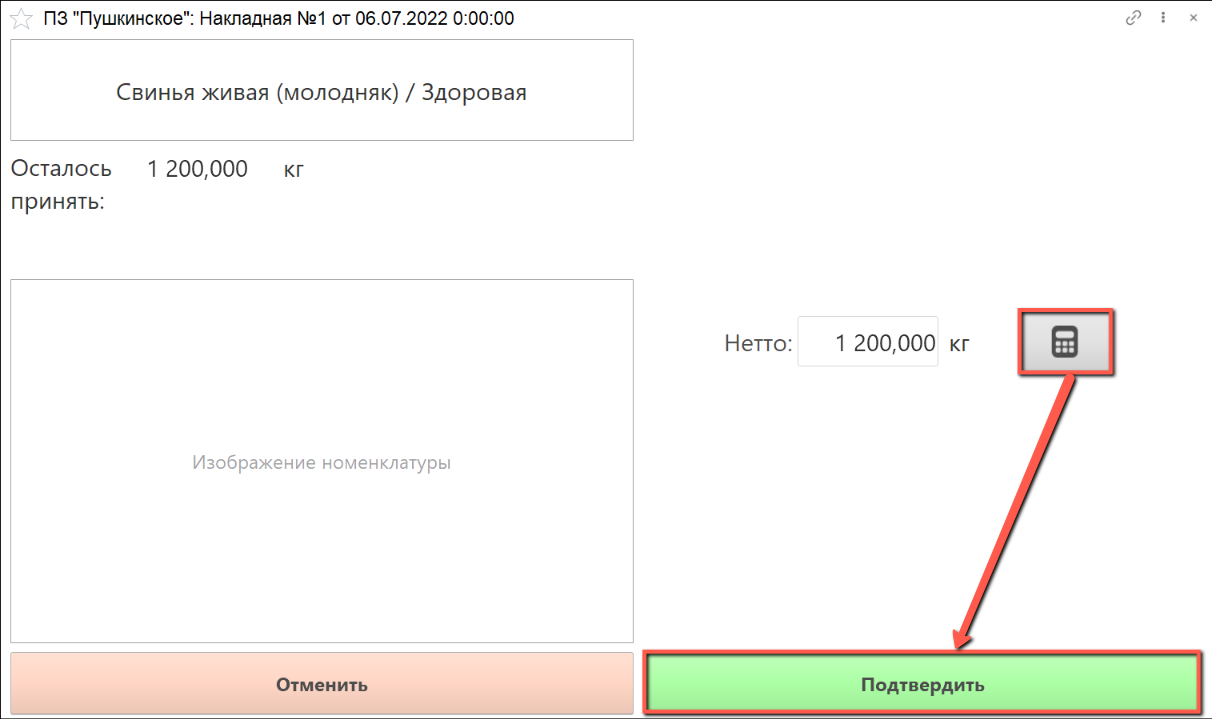 ПЗ "Пушкинское": Накладная №1 от 06.07.2022 0:00:00
Свинья живая (молодняк) / Здоровая
Осталось 1 200,000 кг
принять:
Нетто: 1 200,000 кг
Изображение номенклатуры
Отменить
Подтвердить